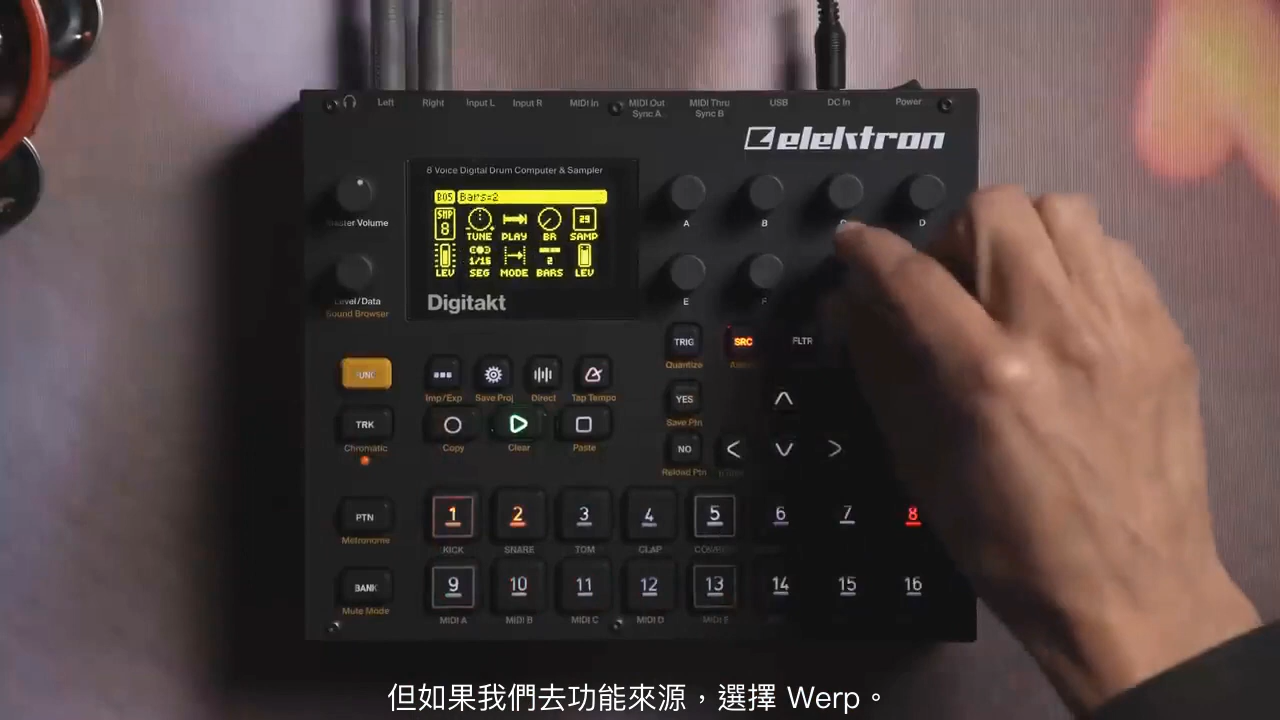 Left Right Input L Input R MIDI In MIDI Out MIDI Thru USB DC In Power
Sync A Sync B
elektron
8 Voice Digital Drum Computer & Sampler
B05 Bars=2
SMP TUNE PLAY BR SAMP
8 29
1/16 2
LEV SEG MODE BARS LEV
Digitakt
Master Volume
A B D
Level/Data
Sound Browser
E F
TRIG SRC FLTR
Quantize
FUNC
Imp/Exp Save Proj Direct Tap Tempo
YES
Save Ptn
TRK
Chromatic
Copy Clear Paste
NO
Reload Ptn
PTN
Metronome
1 2 3 4 5 6 7 8
KICK SNARE TOM CLAP
BANK
Mute Mode
9 10 11 12 13 14 15 16
MIDI A MIDI B MIDI C MIDI D MIDI E
但如果我們去功能來源，選擇 Werp。